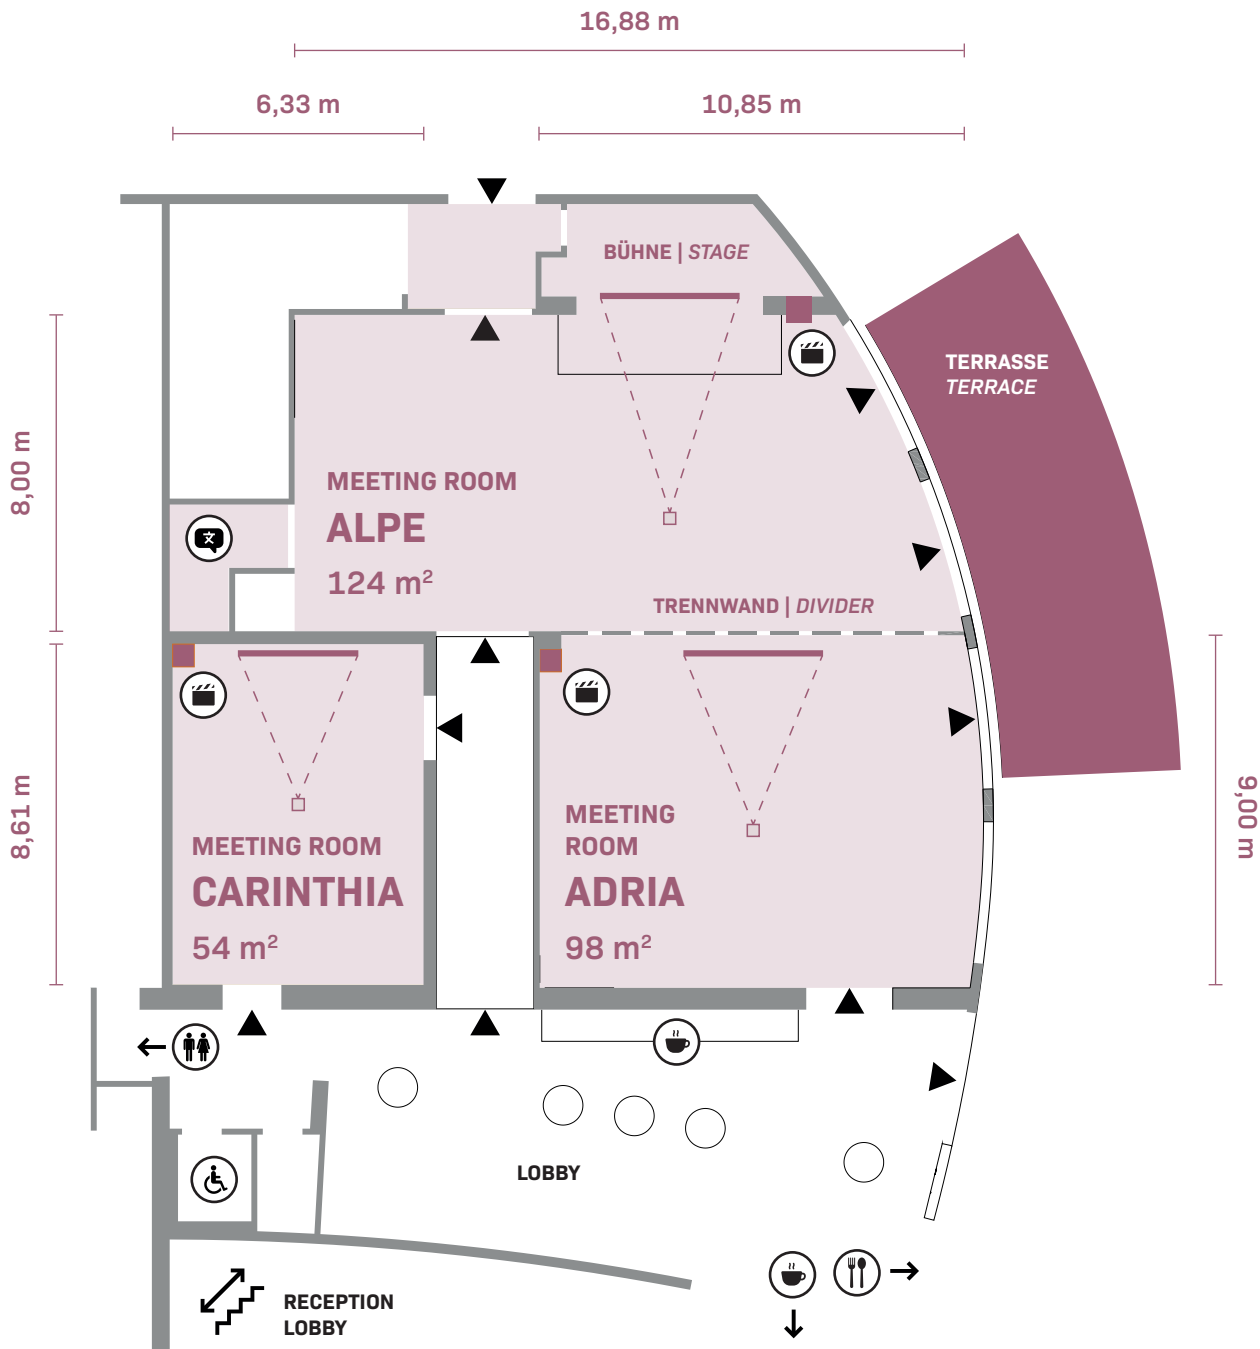 16,88 m
6,33 m
10,85 m
BÜHNE | STAGE
TERRASSE
TERRACE
8,00 m
MEETING ROOM
ALPE
124 m²
文
TRENNWAND | DIVIDER
8,61 m
MEETING ROOM
CARINTHIA
54 m²
MEETING
ROOM
ADRIA
98 m²
9,00 m
LOBBY
RECEPTION
LOBBY